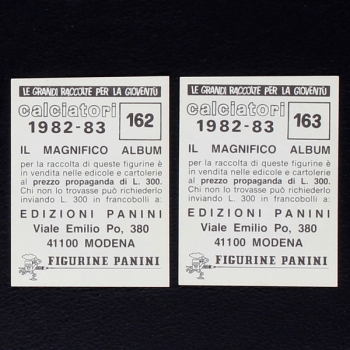 LE GRANDI RACCOLTE PER LA GIOVENTÙ
calciatori
1982-83
162
IL MAGNIFICO ALBUM
per la raccolta di queste figurine è
in vendita nelle edicole e cartolerie
al prezzo propaganda di L. 300.
Chi non lo trovasse può richiederlo
inviando L. 300 in francobolli a:
EDIZIONI PANINI
Viale Emilio Po, 380
41100 MODENA
FIGURINE PANINI
LE GRANDI RACCOLTE PER LA GIOVENTÙ
calciatori
1982-83
163
IL MAGNIFICO ALBUM
per la raccolta di queste figurine è
in vendita nelle edicole e cartolerie
al prezzo propaganda di L. 300.
Chi non lo trovasse può richiederlo
inviando L. 300 in francobolli a:
EDIZIONI PANINI
Viale Emilio Po, 380
41100 MODENA
FIGURINE PANINI